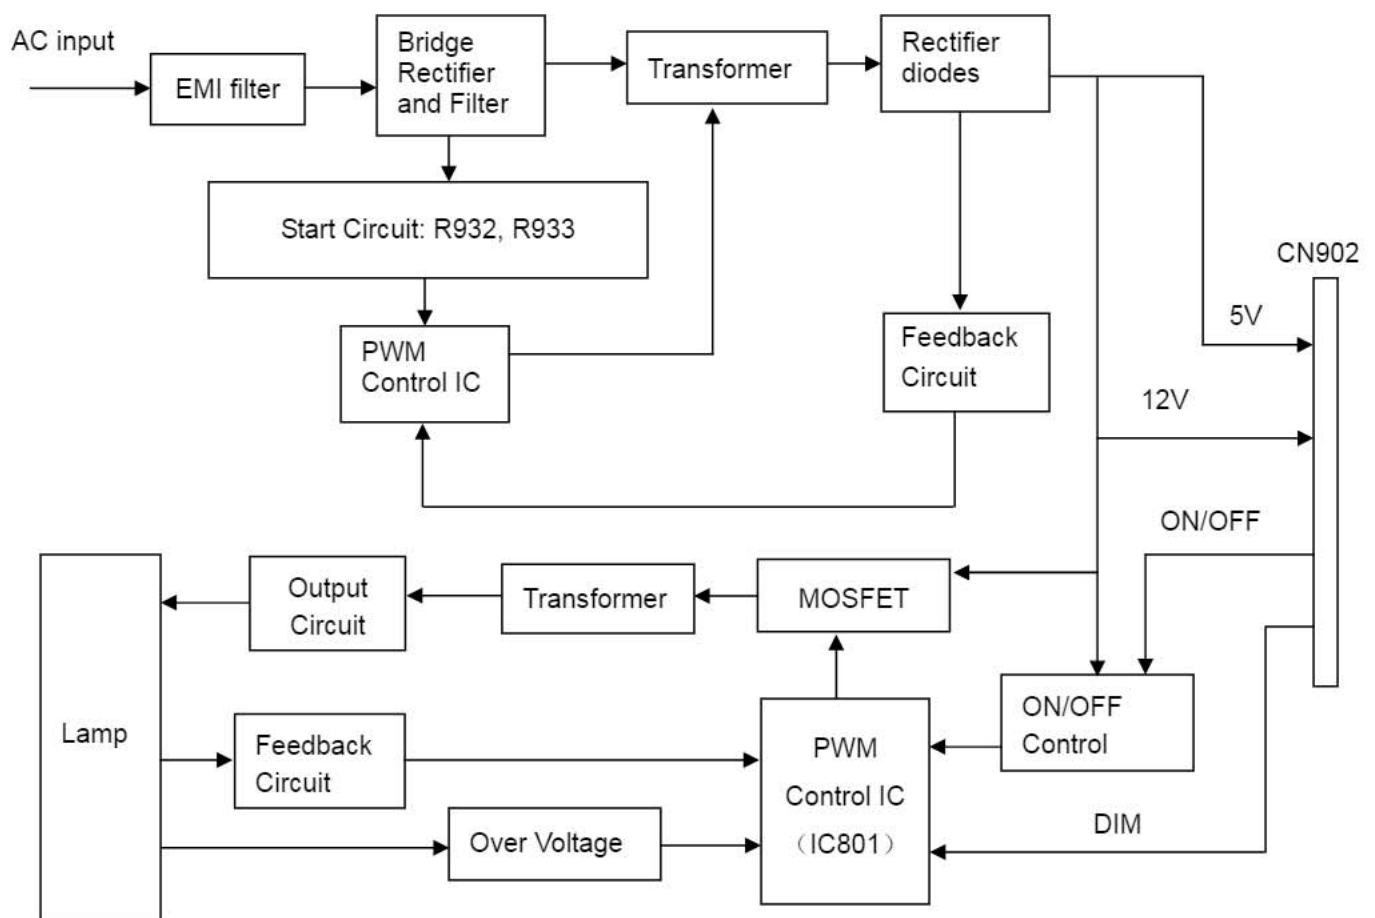 AC input
EMI filter
Bridge
Rectifier
and Filter
Transformer
Rectifier
diodes
Start Circuit: R932, R933
CN902
PWM
Control IC
Feedback
Circuit
5V
12V
ON/OFF
Output
Circuit
Transformer
MOSFET
Lamp
Feedback
Circuit
PWM
Control IC
（IC801）
ON/OFF
Control
Over Voltage
DIM